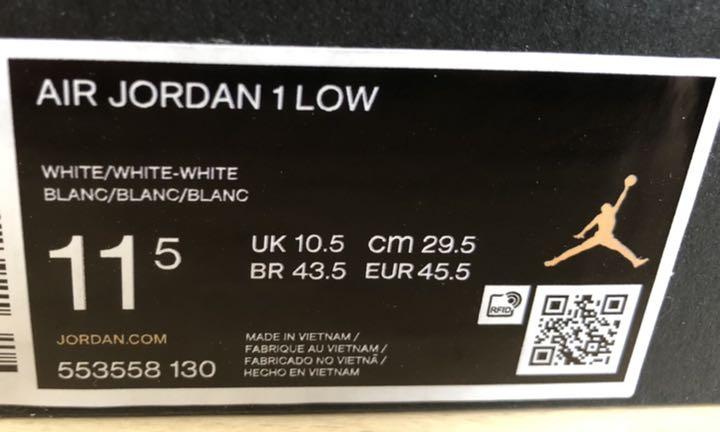 AIR JORDAN 1 LOW
WHITE/WHITE-WHITE
BLANC/BLANC/BLANC
11 5
UK 10.5 CM 29.5
BR 43.5 EUR 45.5
RFID
JORDAN.COM
553558 130
MADE IN VIETNAM /
FABRIQUE AU VIETNAM /
FABRICADO NO VIETNÃ /
HECHO EN VIETNAM